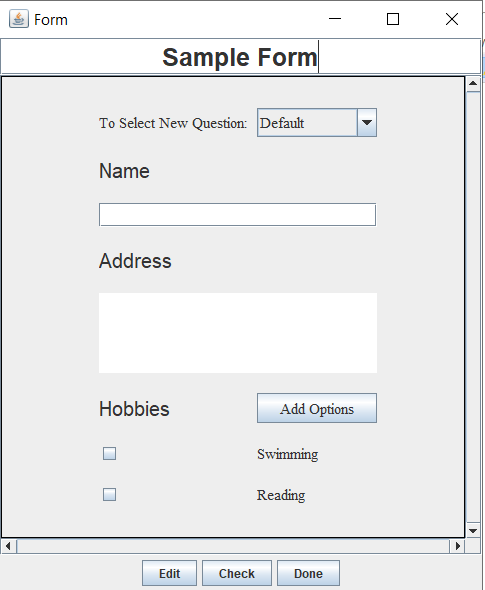 Form
Sample Form
To Select New Question: Default
Name
Address
Hobbies Add Options
Swimming
Reading
Edit Check Done